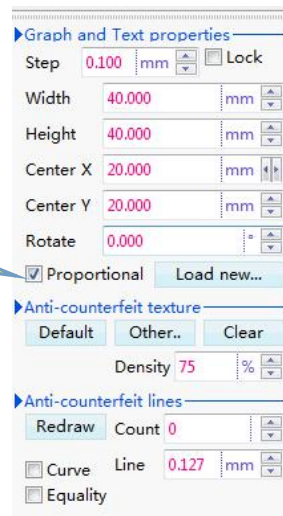 Graph and Text properties
Step 0.100 mm Lock
Width 40.000 mm
Height 40.000 mm
Center X 20.000 mm
Center Y 20.000 mm
Rotate 0.000 °
Proportional Load new...
Anti-counterfeit texture
Default Other.. Clear
Density 75 %
Anti-counterfeit lines
Redraw Count 0
Curve Line 0.127 mm
Equality